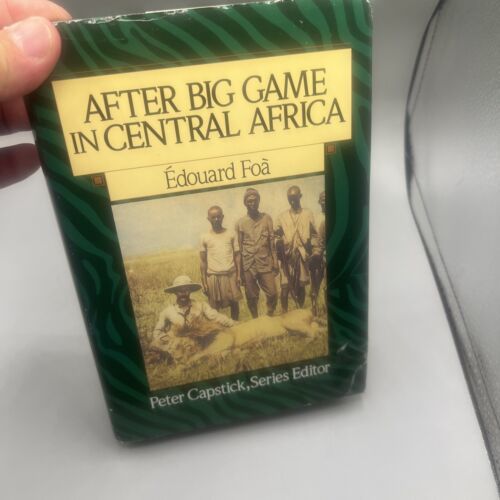 AFTER BIG GAME
IN CENTRAL AFRICA
Édouard Foà
Peter Capstick, Series Editor